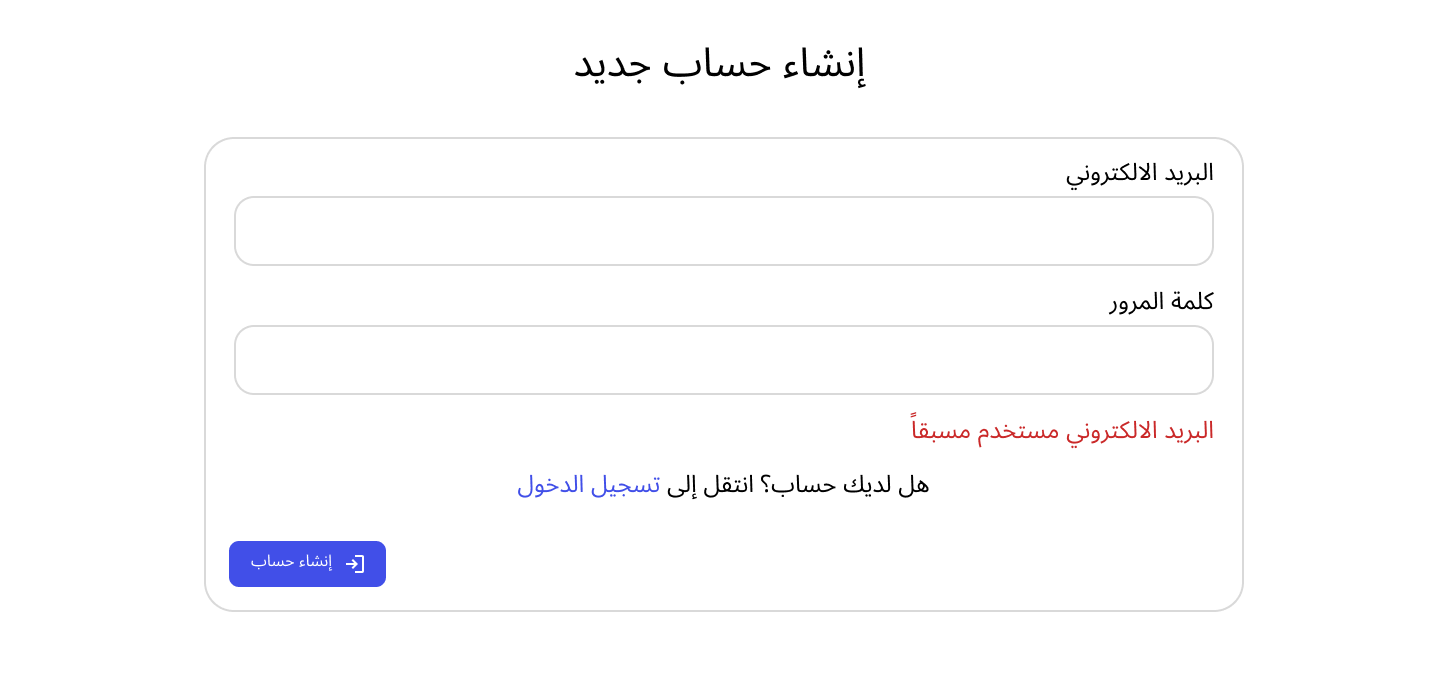 إنشاء حساب جديد
البريد الالكتروني
كلمة المرور
البريد الالكتروني مستخدم مسبقاً
هل لديك حساب؟ انتقل إلى تسجيل الدخول
إنشاء حساب